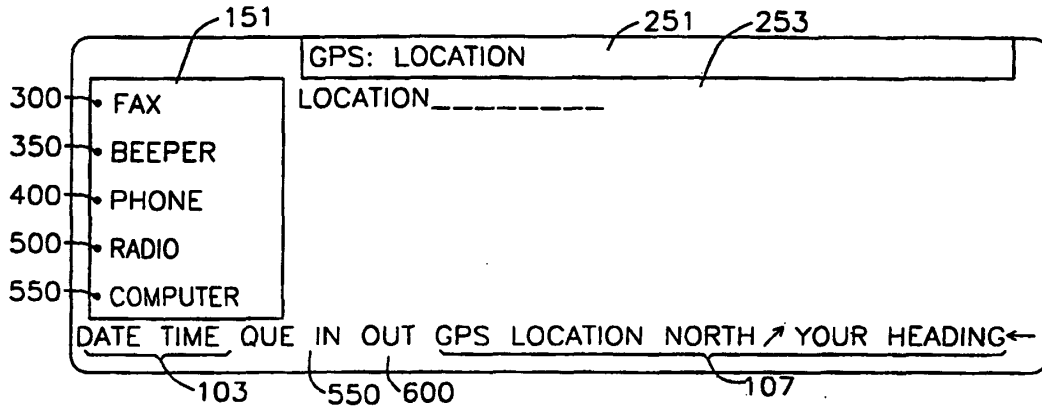 151
251
253
GPS: LOCATION
LOCATION_________
300 • FAX
350 • BEEPER
400 • PHONE
500 • RADIO
550 • COMPUTER
DATE TIME QUE IN OUT GPS LOCATION NORTH ↗ YOUR HEADING ←
103
550
600
107